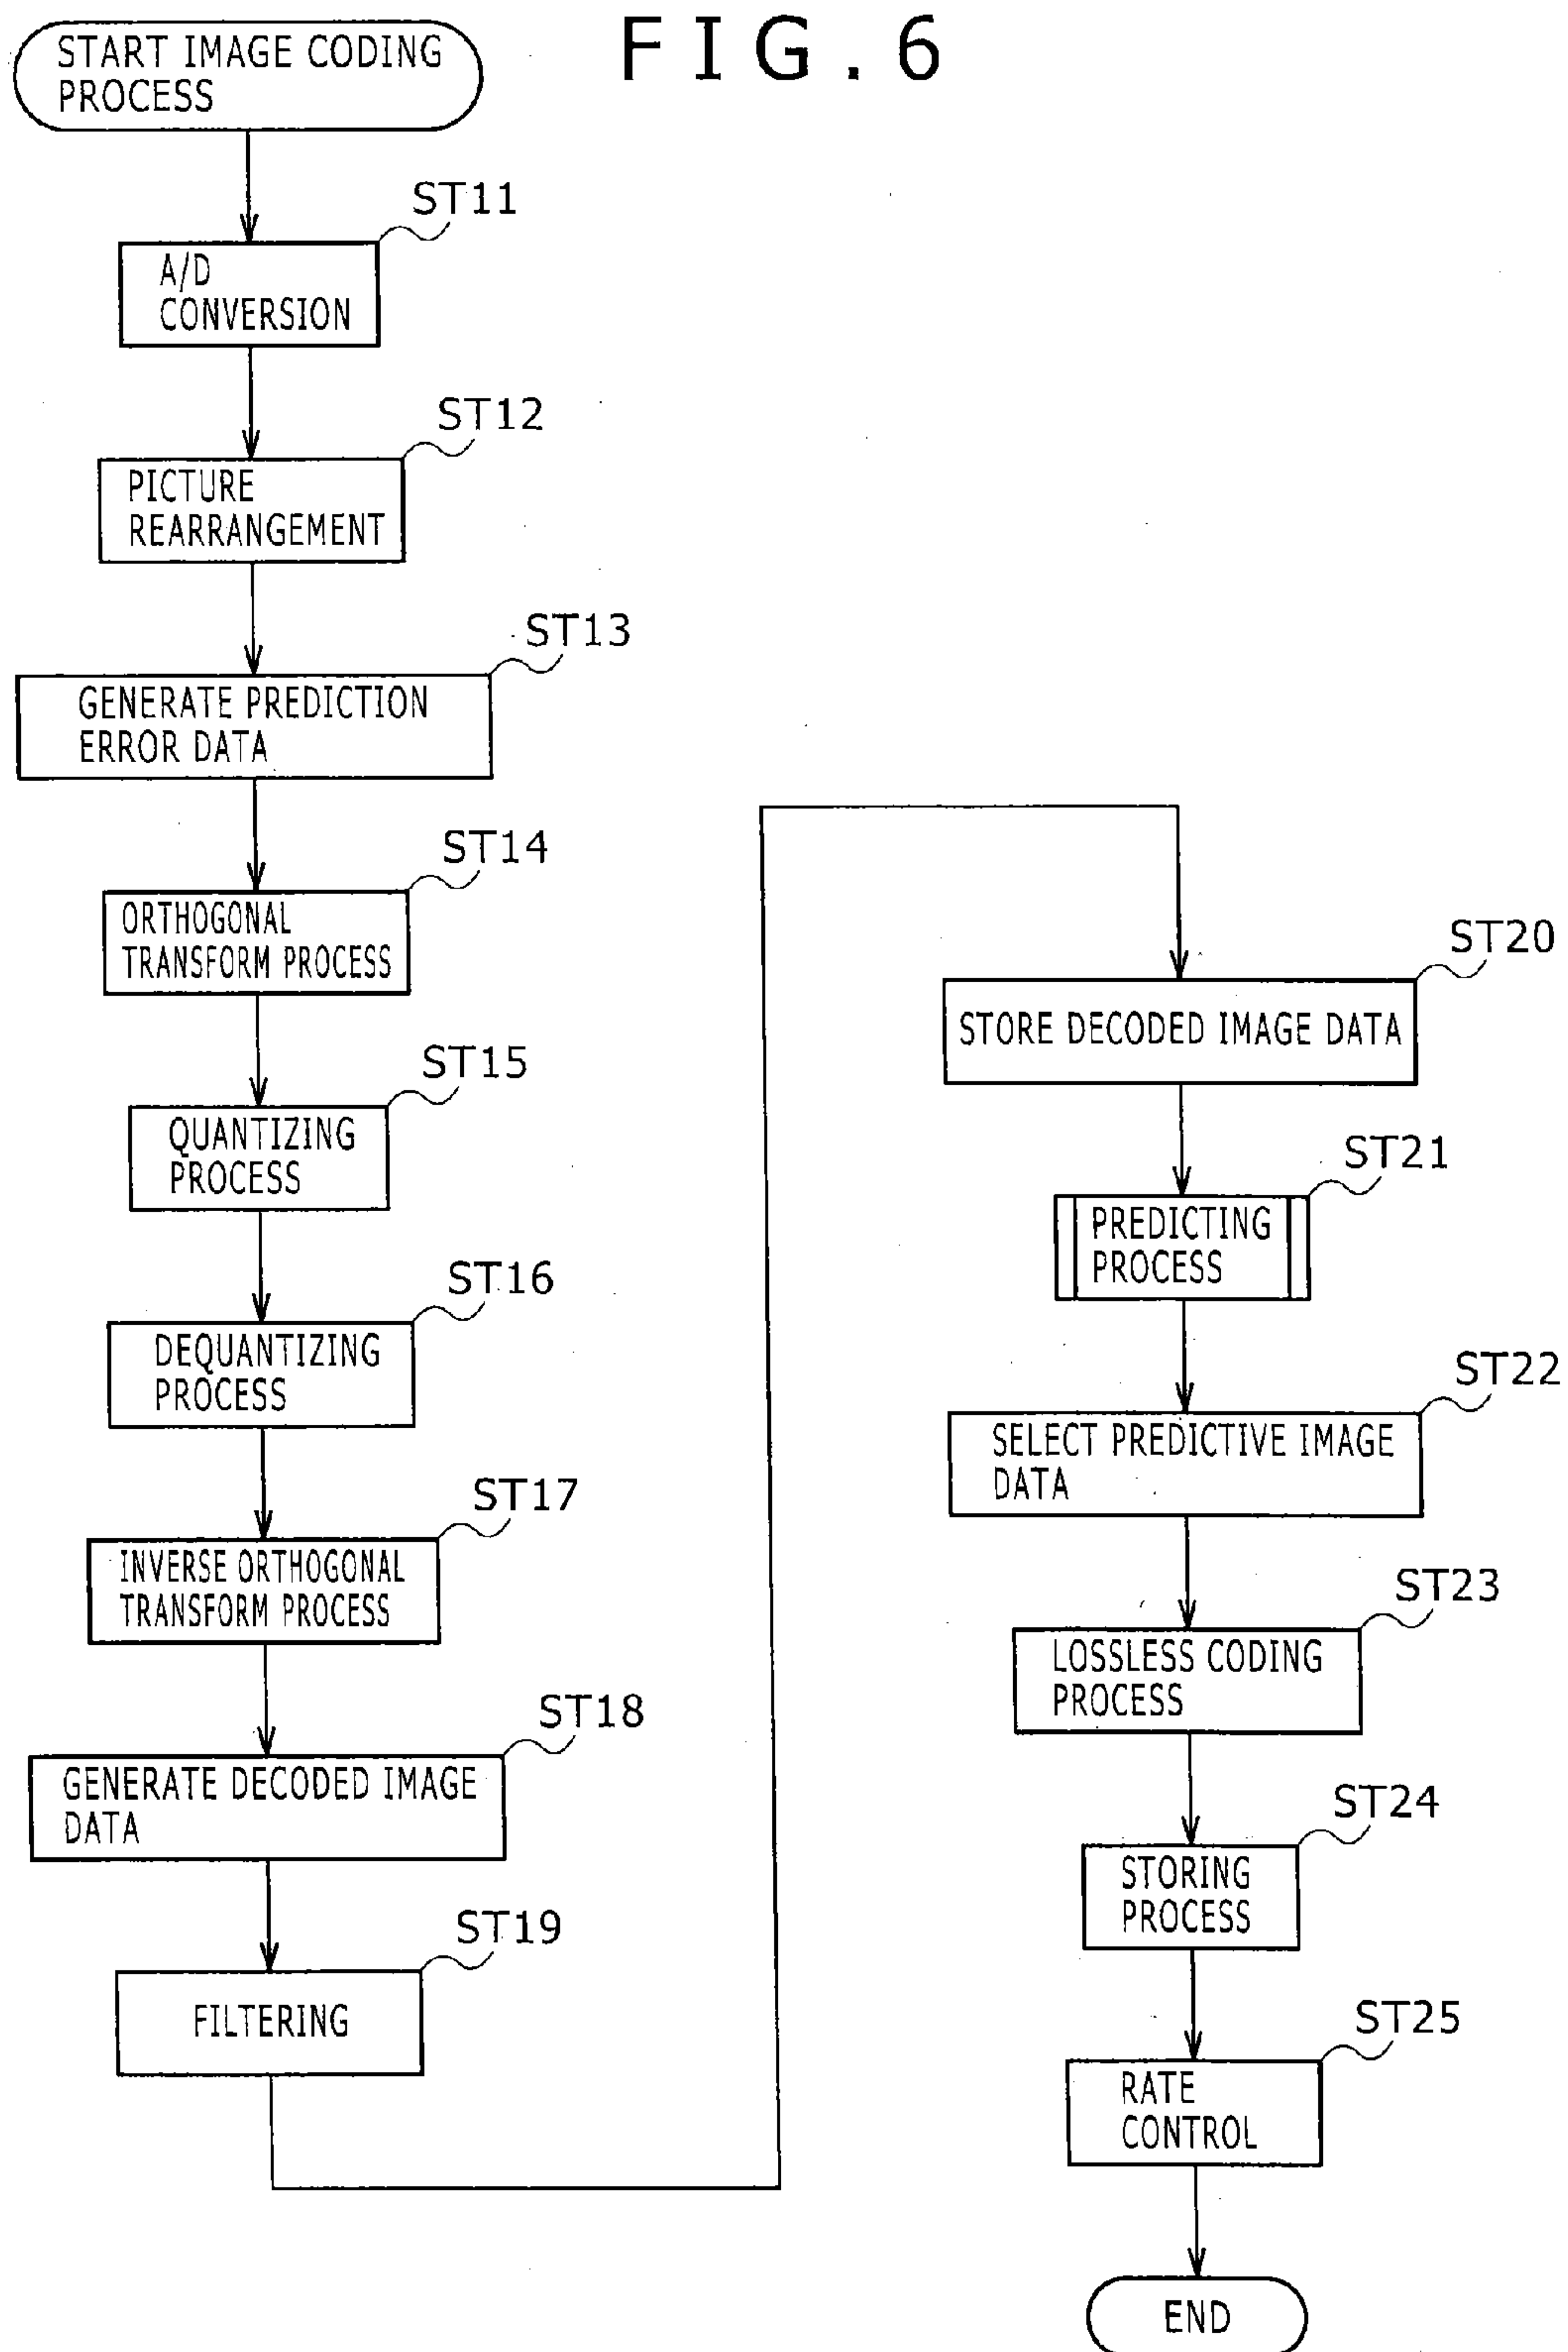 FIG.6
START IMAGE CODING
PROCESS
ST11
A/D
CONVERSION
ST12
PICTURE
REARRANGEMENT
ST13
GENERATE PREDICTION
ERROR DATA
ST14
ORTHOGONAL
TRANSFORM PROCESS
ST15
QUANTIZING
PROCESS
ST16
DEQUANTIZING
PROCESS
ST17
INVERSE ORTHOGONAL
TRANSFORM PROCESS
ST18
GENERATE DECODED IMAGE
DATA
ST19
FILTERING
ST20
STORE DECODED IMAGE DATA
ST21
PREDICTING
PROCESS
ST22
SELECT PREDICTIVE IMAGE
DATA
ST23
LOSSLESS CODING
PROCESS
ST24
STORING
PROCESS
ST25
RATE
CONTROL
END